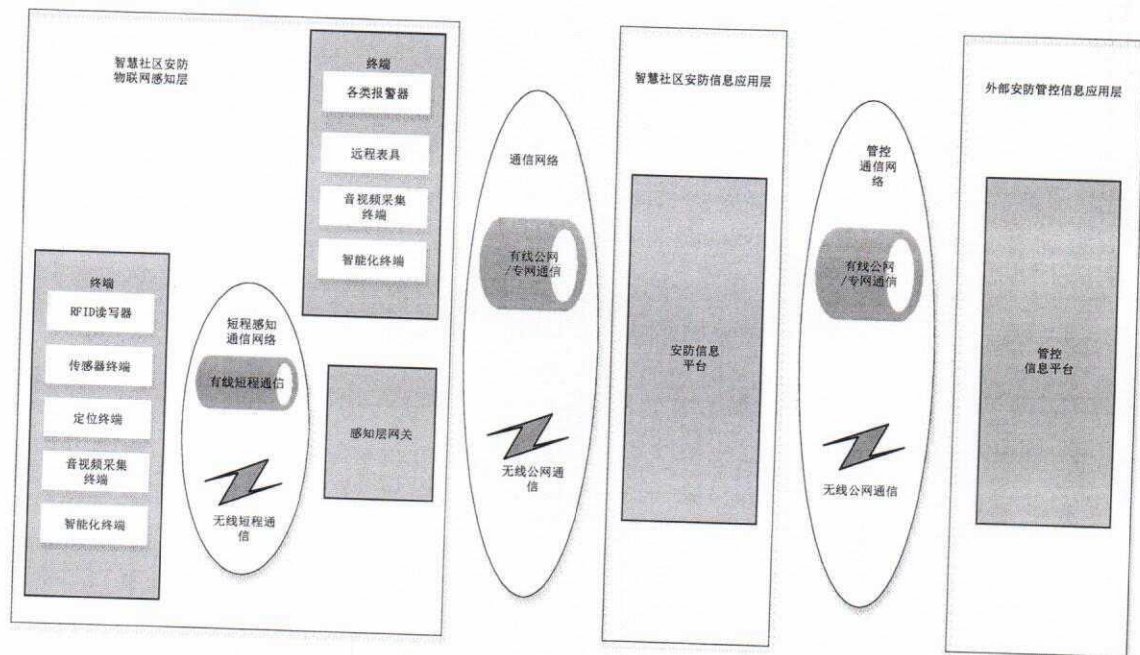 智慧社区安防
物联网感知层
终端
各类报警器
远程表具
音视频采集
终端
智能化终端
终端
RFID读写器
传感器终端
定位终端
音视频采集
终端
智能化终端
短程感知
通信网络
有线短程通信
无线短程通
信
感知层网关
通信网络
有线公网
/专网通信
无线公网通
信
智慧社区安防信息应用层
安防信息
平台
管控
通信网
络
有线公网
/专网通信
无线公网通信
外部安防管控信息应用层
管控
信息平台